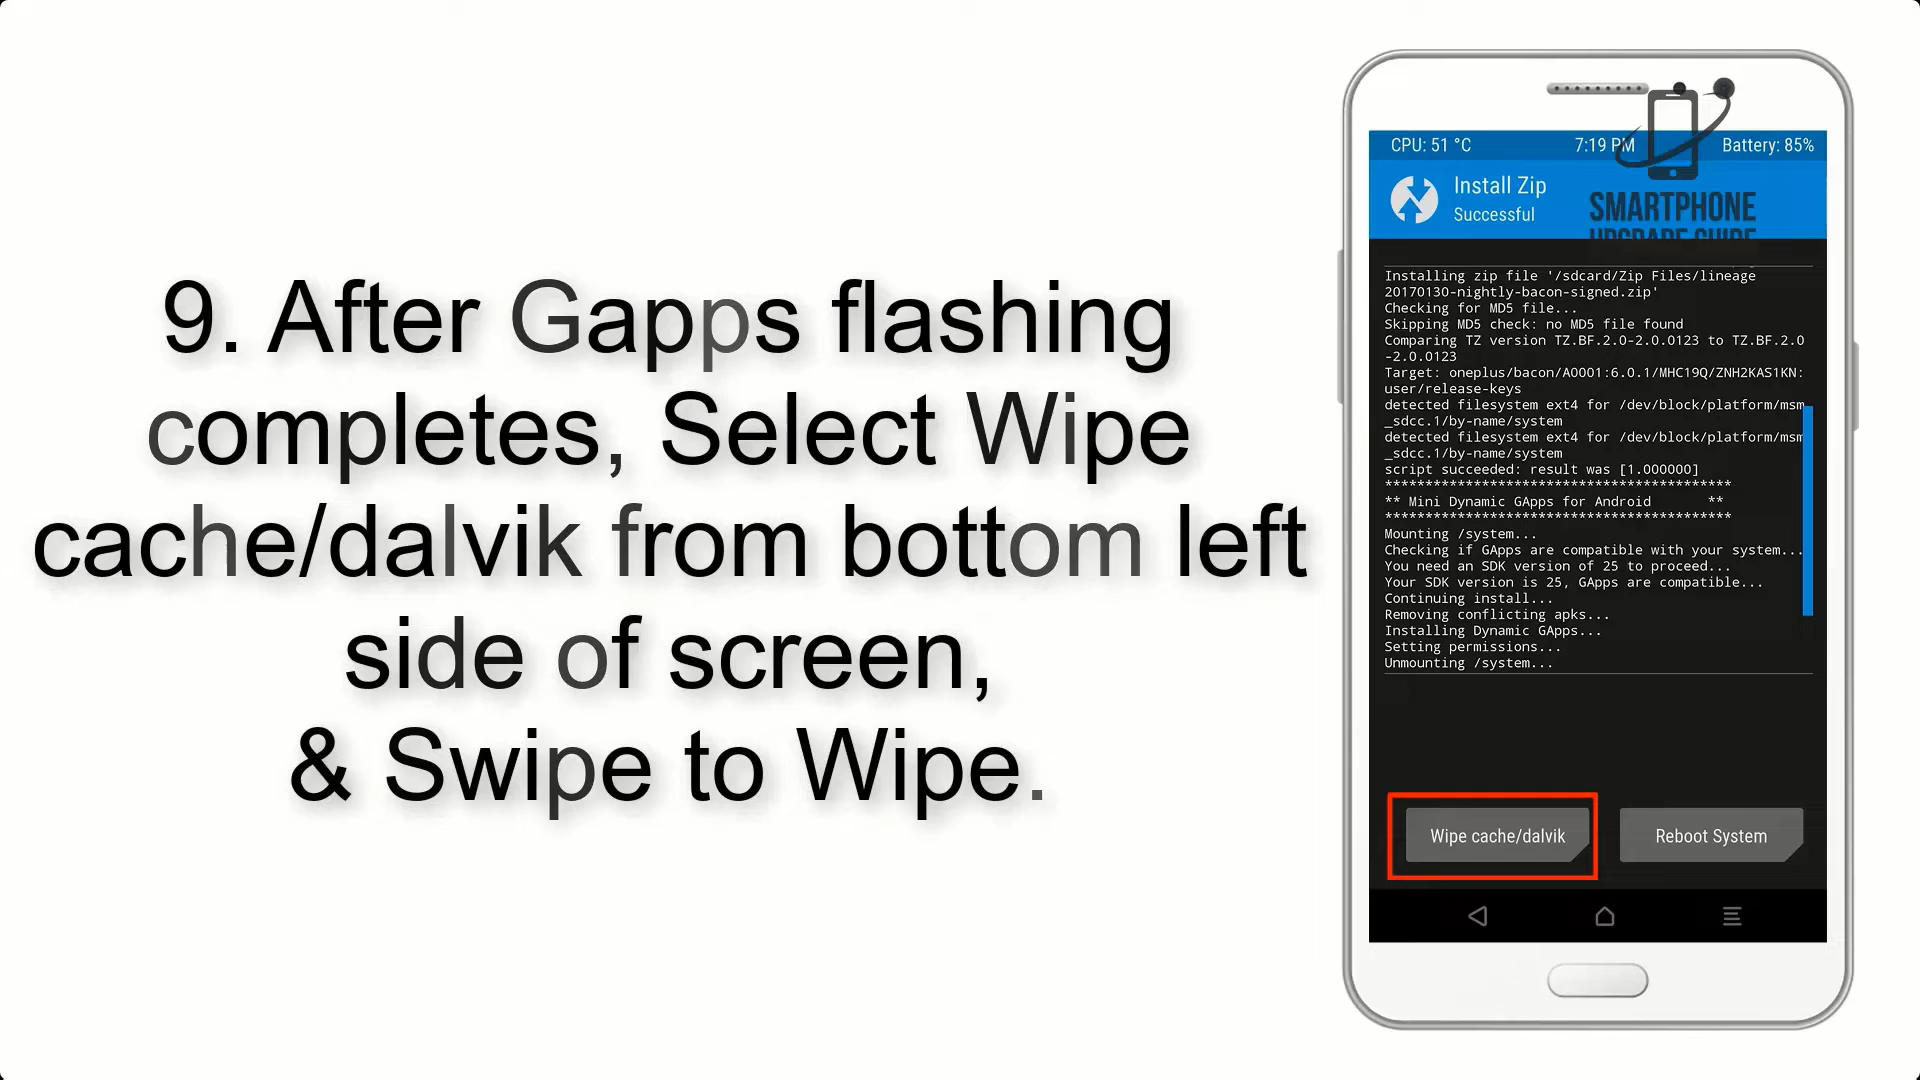 9. After Gapps flashing
completes, Select Wipe
cache/dalvik from bottom left
side of screen,
& Swipe to Wipe.
CPU: 51 °C 7:19 PM Battery: 85%
Install Zip
Successful
SMARTPHONE
UPGRADE GUIDE
Installing zip file '/sdcard/Zip Files/lineage
20170130-nightly-bacon-signed.zip'
Checking for MD5 file...
Skipping MD5 check: no MD5 file found
Comparing TZ version TZ.BF.2.0-2.0.0123 to TZ.BF.2.0
-2.0.0123
Target: oneplus/bacon/A0001:6.0.1/MHC19Q/ZNH2KAS1KN:
user/release-keys
detected filesystem ext4 for /dev/block/platform/msm
_sdcc.1/by-name/system
detected filesystem ext4 for /dev/block/platform/msm
_sdcc.1/by-name/system
script succeeded: result was [1.000000]
******************************************
** Mini Dynamic GApps for Android **
******************************************
Mounting /system...
Checking if GApps are compatible with your system...
You need an SDK version of 25 to proceed...
Your SDK version is 25, GApps are compatible...
Continuing install...
Removing conflicting apks...
Installing Dynamic GApps...
Setting permissions...
Unmounting /system...
Wipe cache/dalvik
Reboot System